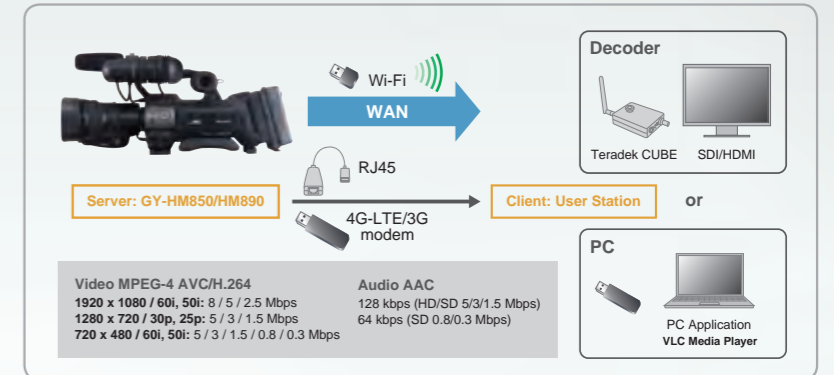 Wi-Fi
WAN
RJ45
Server: GY-HM850/HM890
4G-LTE/3G
modem
Client: User Station
or
Decoder
Teradek CUBE
SDI/HDMI
PC
PC Application
VLC Media Player
Video MPEG-4 AVC/H.264
1920 x 1080 / 60i, 50i: 8 / 5 / 2.5 Mbps
1280 x 720 / 30p, 25p: 5 / 3 / 1.5 Mbps
720 x 480 / 60i, 50i: 5 / 3 / 1.5 / 0.8 / 0.3 Mbps
Audio AAC
128 kbps (HD/SD 5/3/1.5 Mbps)
64 kbps (SD 0.8/0.3 Mbps)